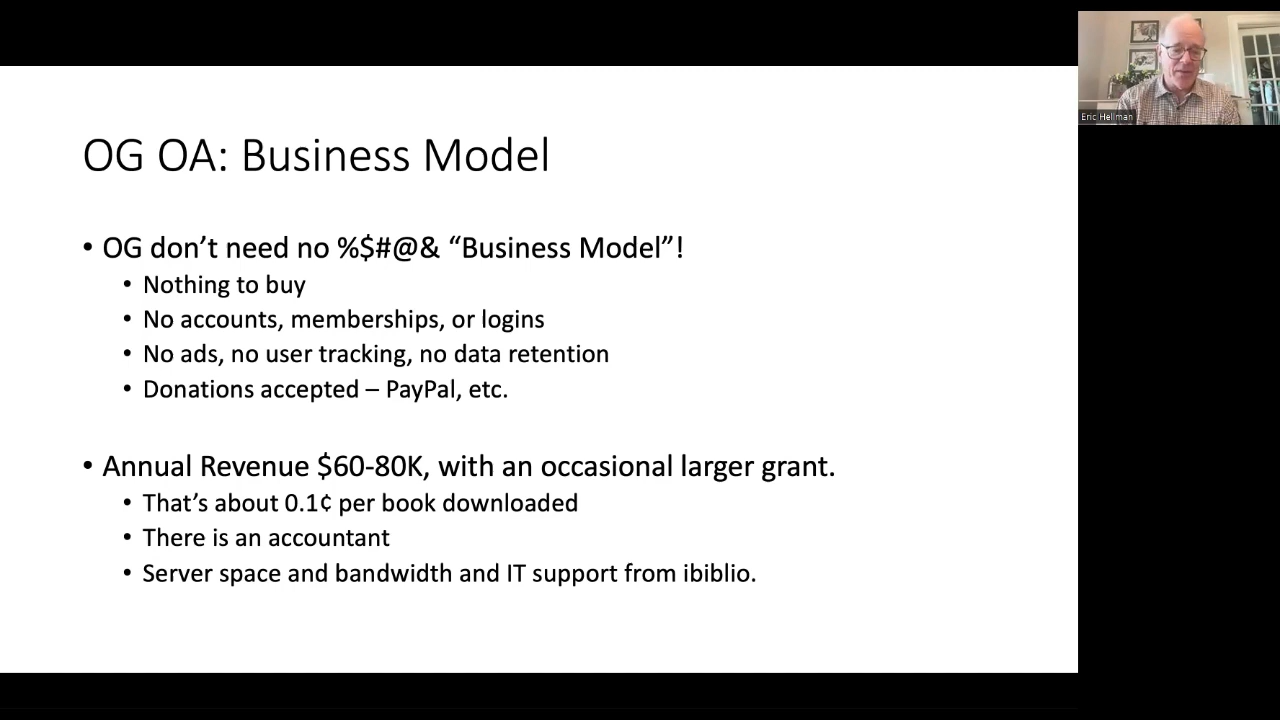 OG OA: Business Model
• OG don’t need no %$#@& “Business Model”!
• Nothing to buy
• No accounts, memberships, or logins
• No ads, no user tracking, no data retention
• Donations accepted – PayPal, etc.
• Annual Revenue $60-80K, with an occasional larger grant.
• That’s about 0.1¢ per book downloaded
• There is an accountant
• Server space and bandwidth and IT support from ibiblio.
Eric Hellman